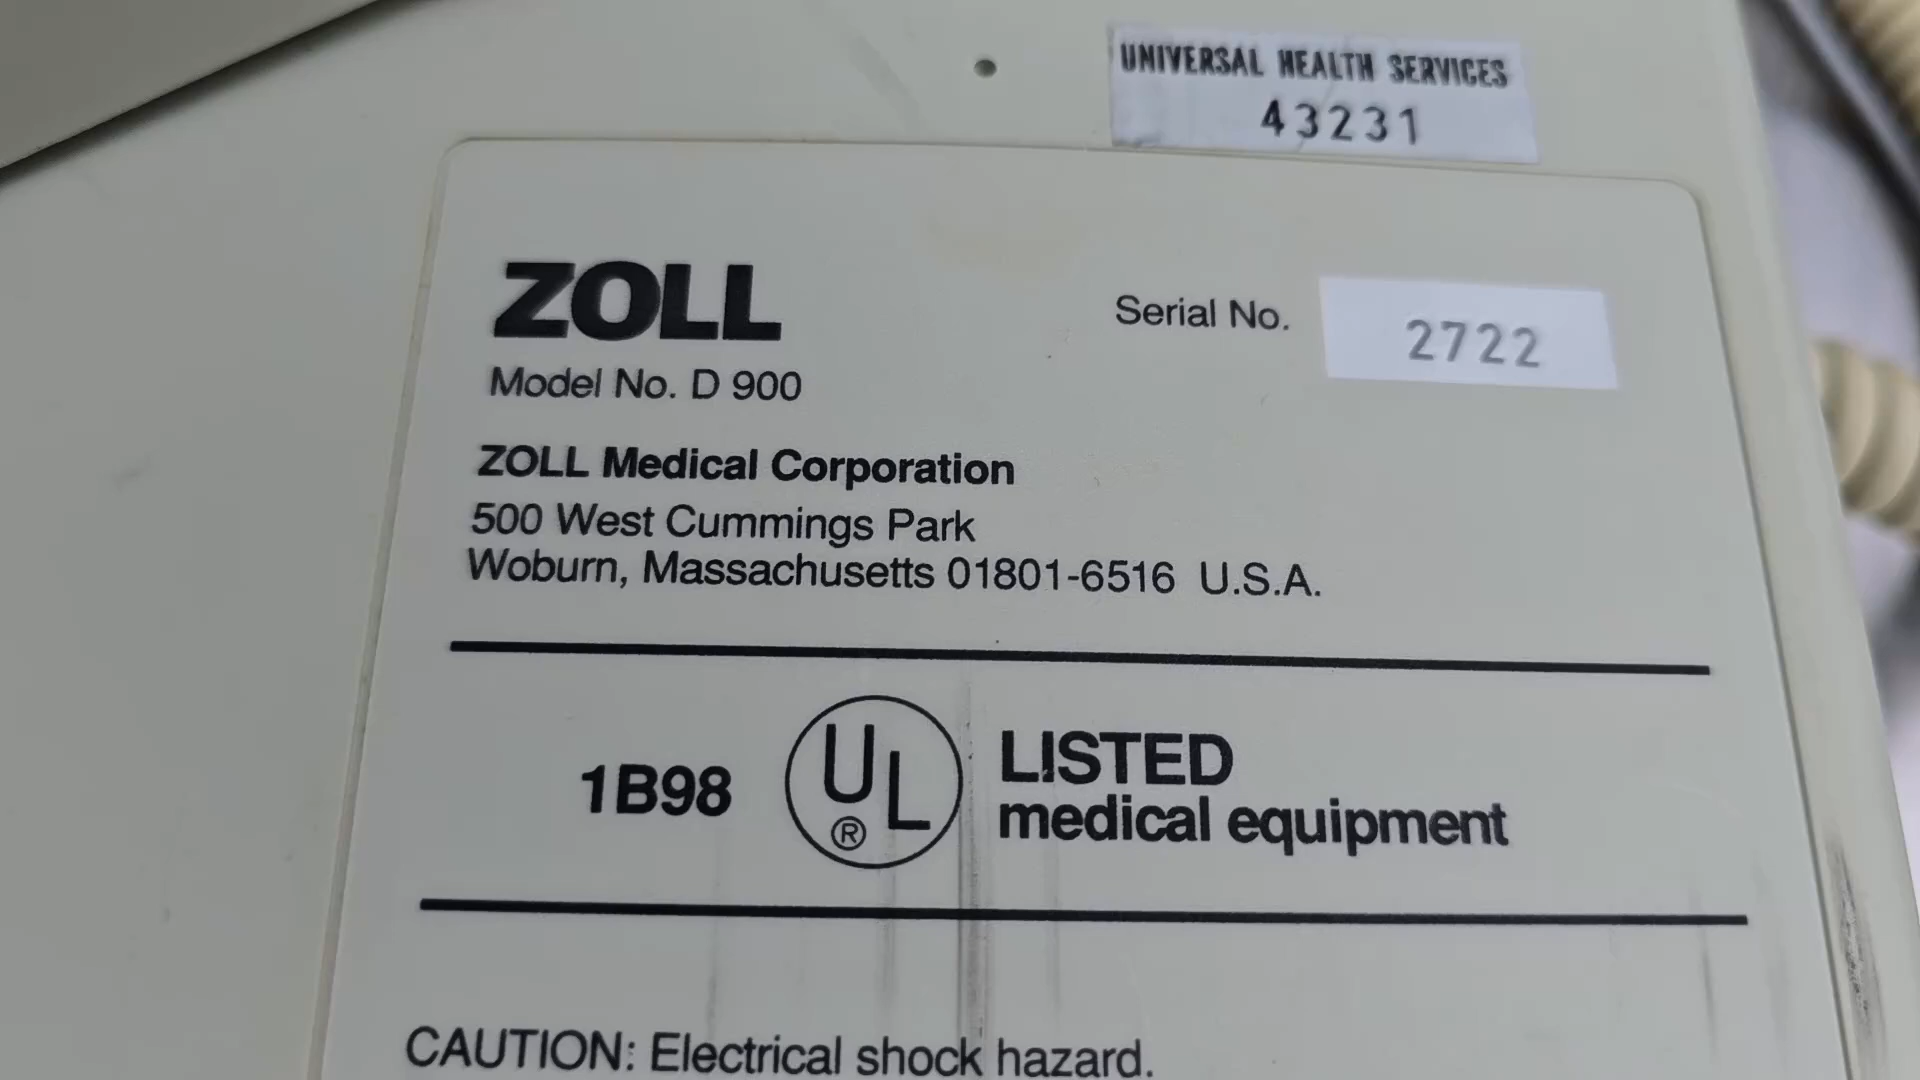 UNIVERSAL HEALTH SERVICES
43231
ZOLL
Model No. D 900
Serial No. 2722
ZOLL Medical Corporation
500 West Cummings Park
Woburn, Massachusetts 01801-6516 U.S.A.
1B98 UL ® LISTED
medical equipment
CAUTION: Electrical shock hazard.